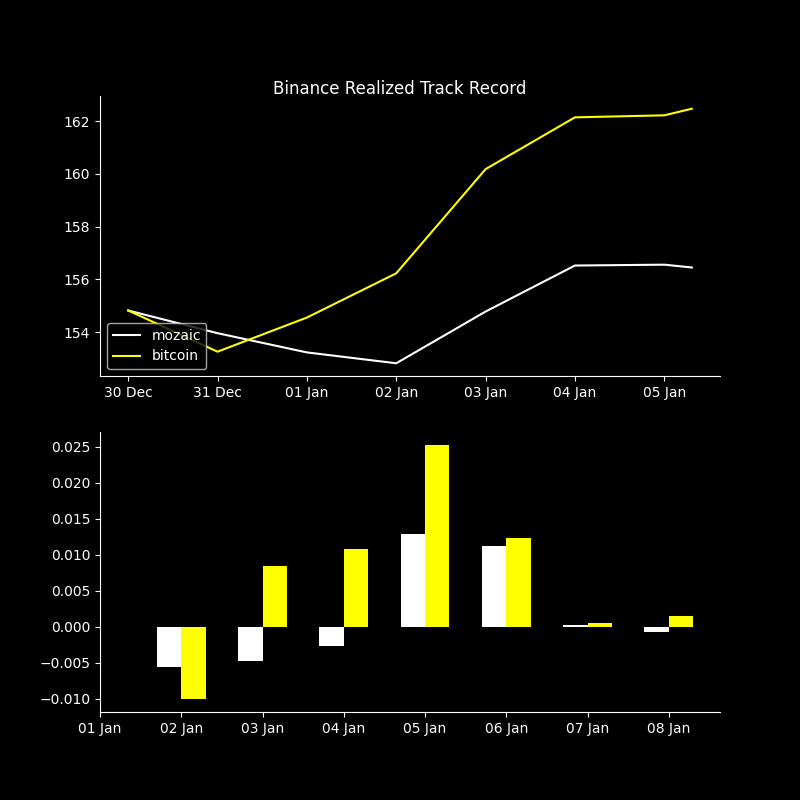 Binance Realized Track Record
162
160
158
156
154
mozaic
bitcoin
30 Dec 31 Dec 01 Jan 02 Jan 03 Jan 04 Jan 05 Jan
0.025
0.020
0.015
0.010
0.005
0.000
−0.005
−0.010
01 Jan 02 Jan 03 Jan 04 Jan 05 Jan 06 Jan 07 Jan 08 Jan